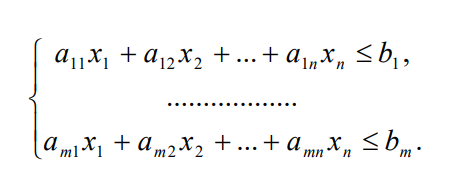 a₁₁x₁ + a₁₂x₂ + ... + a₁ₙxₙ ≤ b₁,
..................
aₘ₁x₁ + aₘ₂x₂ + ... + aₘₙxₙ ≤ bₘ.